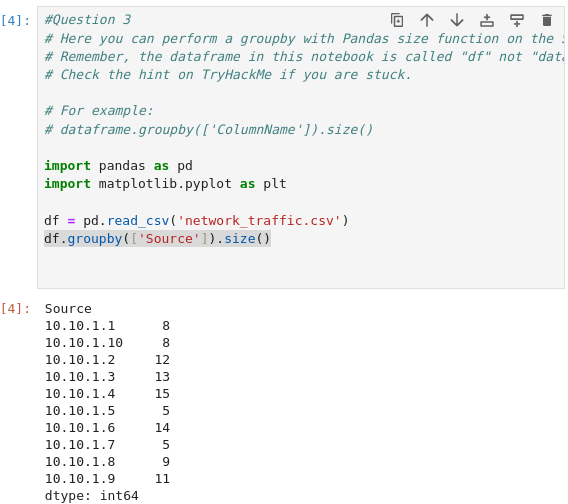 [4]: #Question 3
# Here you can perform a groupby with Pandas size function on the
# Remember, the dataframe in this notebook is called "df" not "data
# Check the hint on TryHackMe if you are stuck.
# For example:
# dataframe.groupby(['ColumnName']).size()
import pandas as pd
import matplotlib.pyplot as plt
df = pd.read_csv('network_traffic.csv')
df.groupby(['Source']).size()
[4]: Source
10.10.1.1      8
10.10.1.10     8
10.10.1.2     12
10.10.1.3     13
10.10.1.4     15
10.10.1.5      5
10.10.1.6     14
10.10.1.7      5
10.10.1.8      9
10.10.1.9     11
dtype: int64